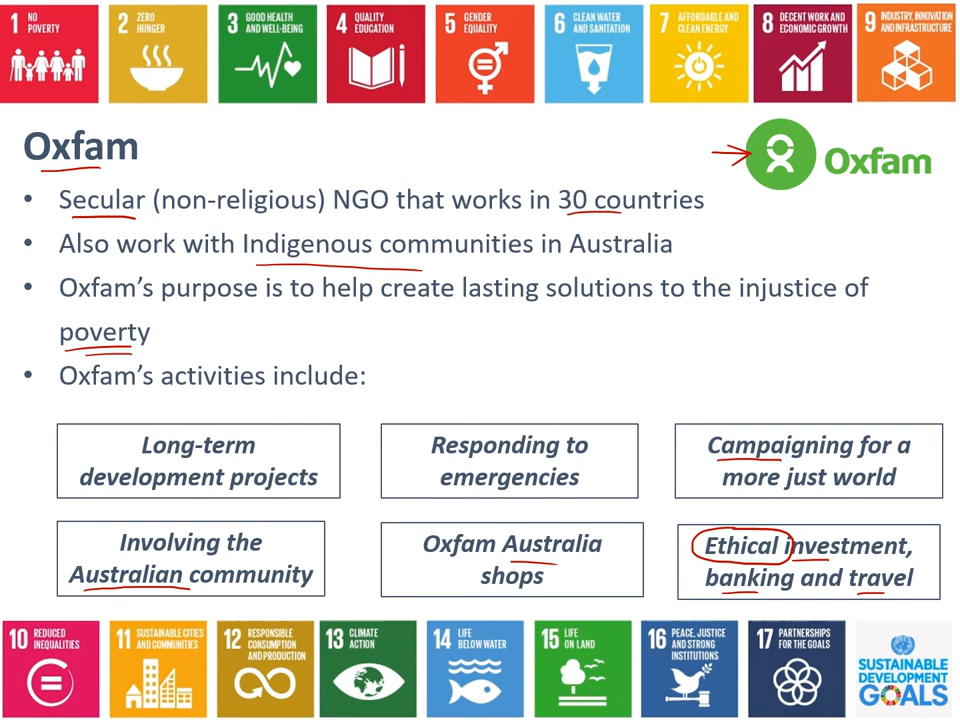 1 NO POVERTY
2 ZERO HUNGER
3 GOOD HEALTH AND WELL-BEING
4 QUALITY EDUCATION
5 GENDER EQUALITY
6 CLEAN WATER AND SANITATION
7 AFFORDABLE AND CLEAN ENERGY
8 DECENT WORK AND ECONOMIC GROWTH
9 INDUSTRY, INNOVATION AND INFRASTRUCTURE
Oxfam
Oxfam
• Secular (non-religious) NGO that works in 30 countries
• Also work with Indigenous communities in Australia
• Oxfam’s purpose is to help create lasting solutions to the injustice of
poverty
• Oxfam’s activities include:
Long-term
development projects
Responding to
emergencies
Campaigning for a
more just world
Involving the
Australian community
Oxfam Australia
shops
Ethical investment,
banking and travel
10 REDUCED INEQUALITIES
11 SUSTAINABLE CITIES AND COMMUNITIES
12 RESPONSIBLE CONSUMPTION AND PRODUCTION
13 CLIMATE ACTION
14 LIFE BELOW WATER
15 LIFE ON LAND
16 PEACE, JUSTICE AND STRONG INSTITUTIONS
17 PARTNERSHIPS FOR THE GOALS
SUSTAINABLE
DEVELOPMENT
GOALS